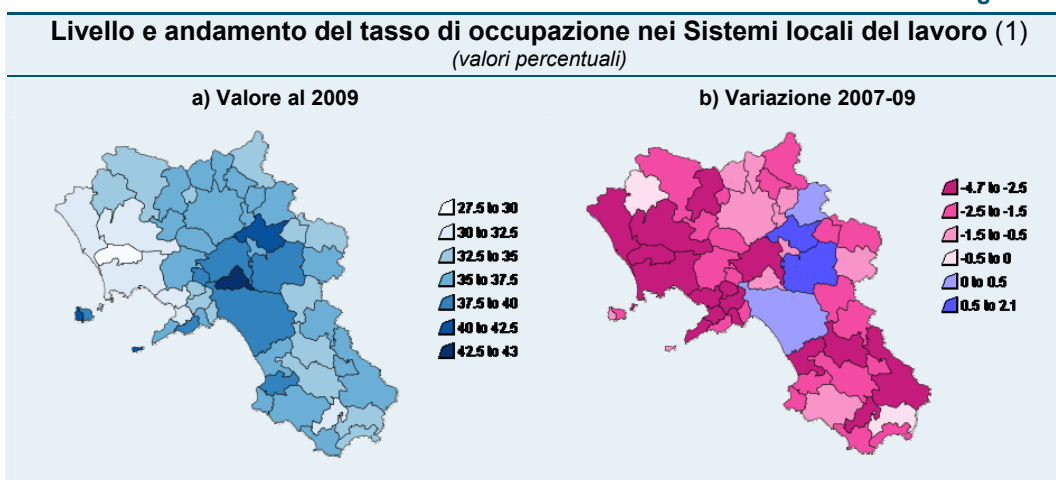 Livello e andamento del tasso di occupazione nei Sistemi locali del lavoro (1)
(valori percentuali)
a) Valore al 2009
27.5 to 30
30 to 32.5
32.5 to 35
35 to 37.5
37.5 to 40
40 to 42.5
42.5 to 43
b) Variazione 2007-09
-4.7 to -2.5
-2.5 to -1.5
-1.5 to -0.5
-0.5 to 0
0 to 0.5
0.5 to 2.1